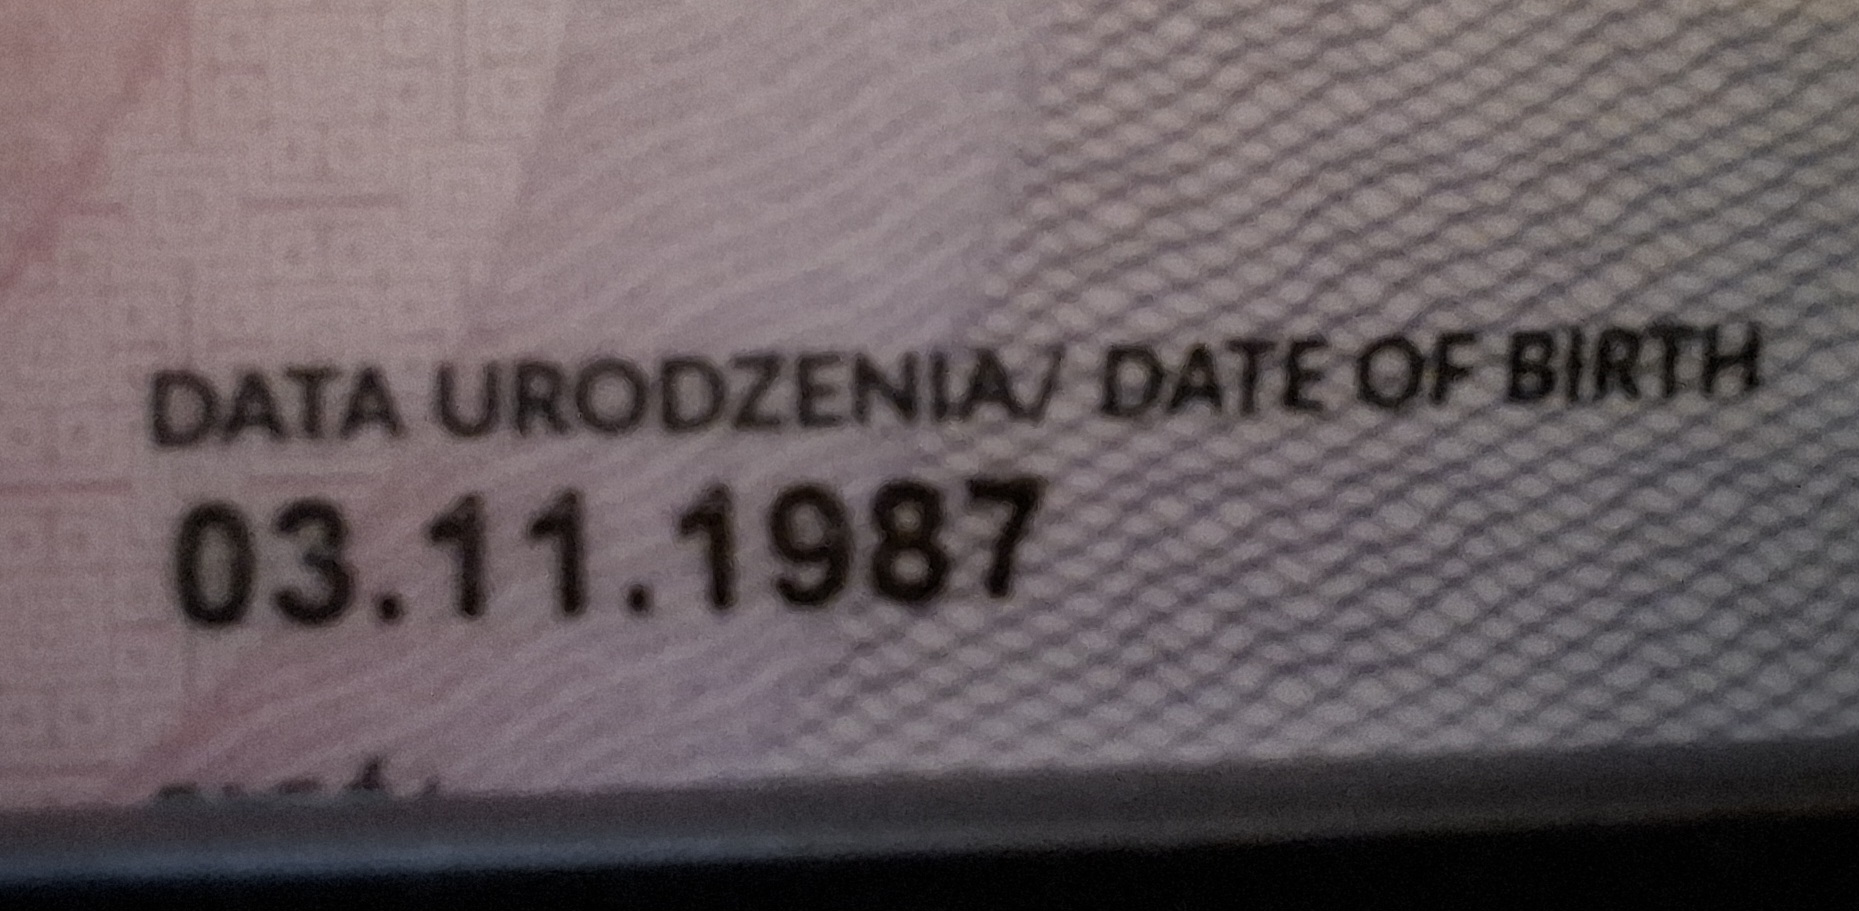 DATA URODZENIA/ DATE OF BIRTH
03.11.1987